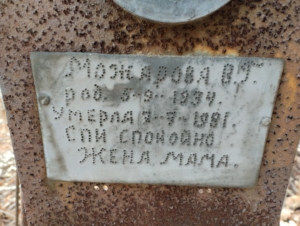 Можарова В.Г.
род. 5-9-1934.
Умерла 7-7-1981.
Спи спокойно
жена мама.